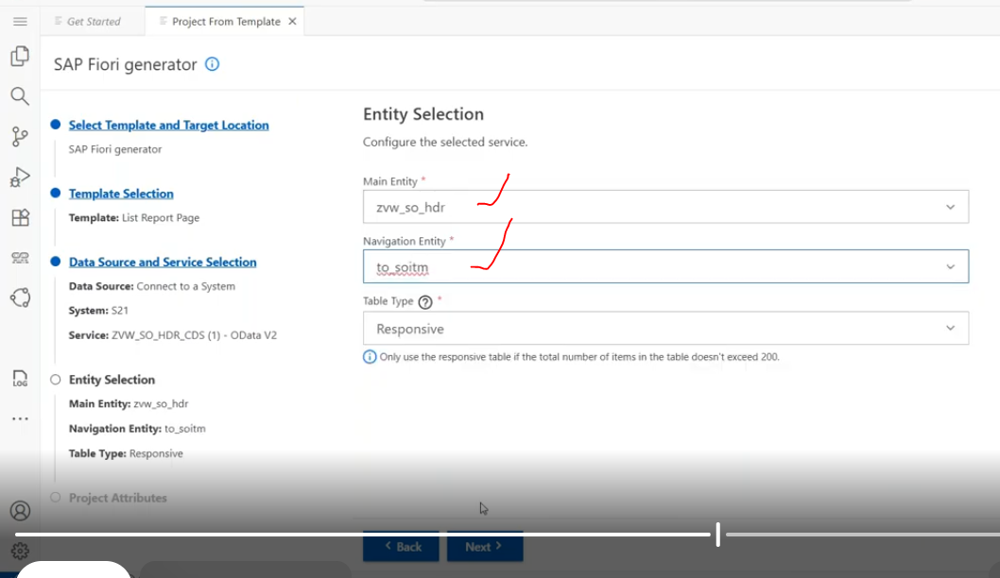 Get Started
Project From Template
SAP Fiori generator
Select Template and Target Location
SAP Fiori generator
Template Selection
Template: List Report Page
Data Source and Service Selection
Data Source: Connect to a System
System: S21
Service: ZVW_SO_HDR_CDS (1) - OData V2
Entity Selection
Main Entity: zvw_so_hdr
Navigation Entity: to_soitm
Table Type: Responsive
Project Attributes
Entity Selection
Configure the selected service.
Main Entity *
zvw_so_hdr
Navigation Entity *
to_soitm
Table Type ? *
Responsive
Only use the responsive table if the total number of items in the table doesn't exceed 200.
< Back
Next >
LOG